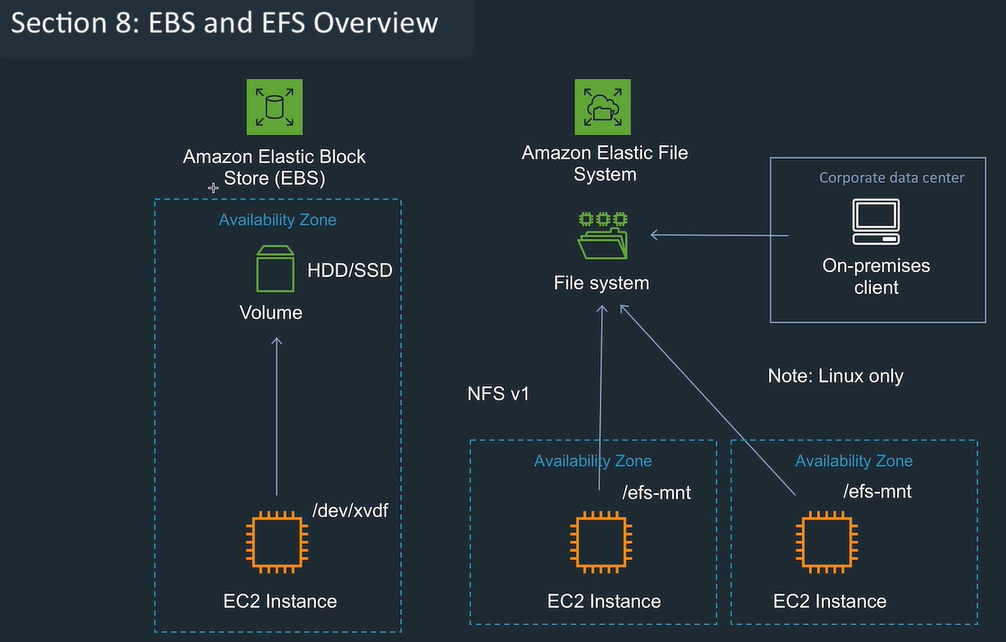 Section 8: EBS and EFS Overview
Amazon Elastic Block
Store (EBS)
Availability Zone
HDD/SSD
Volume
/dev/xvdf
EC2 Instance
Amazon Elastic File
System
File system
Corporate data center
On-premises
client
NFS v1
Note: Linux only
Availability Zone
/efs-mnt
EC2 Instance
Availability Zone
/efs-mnt
EC2 Instance